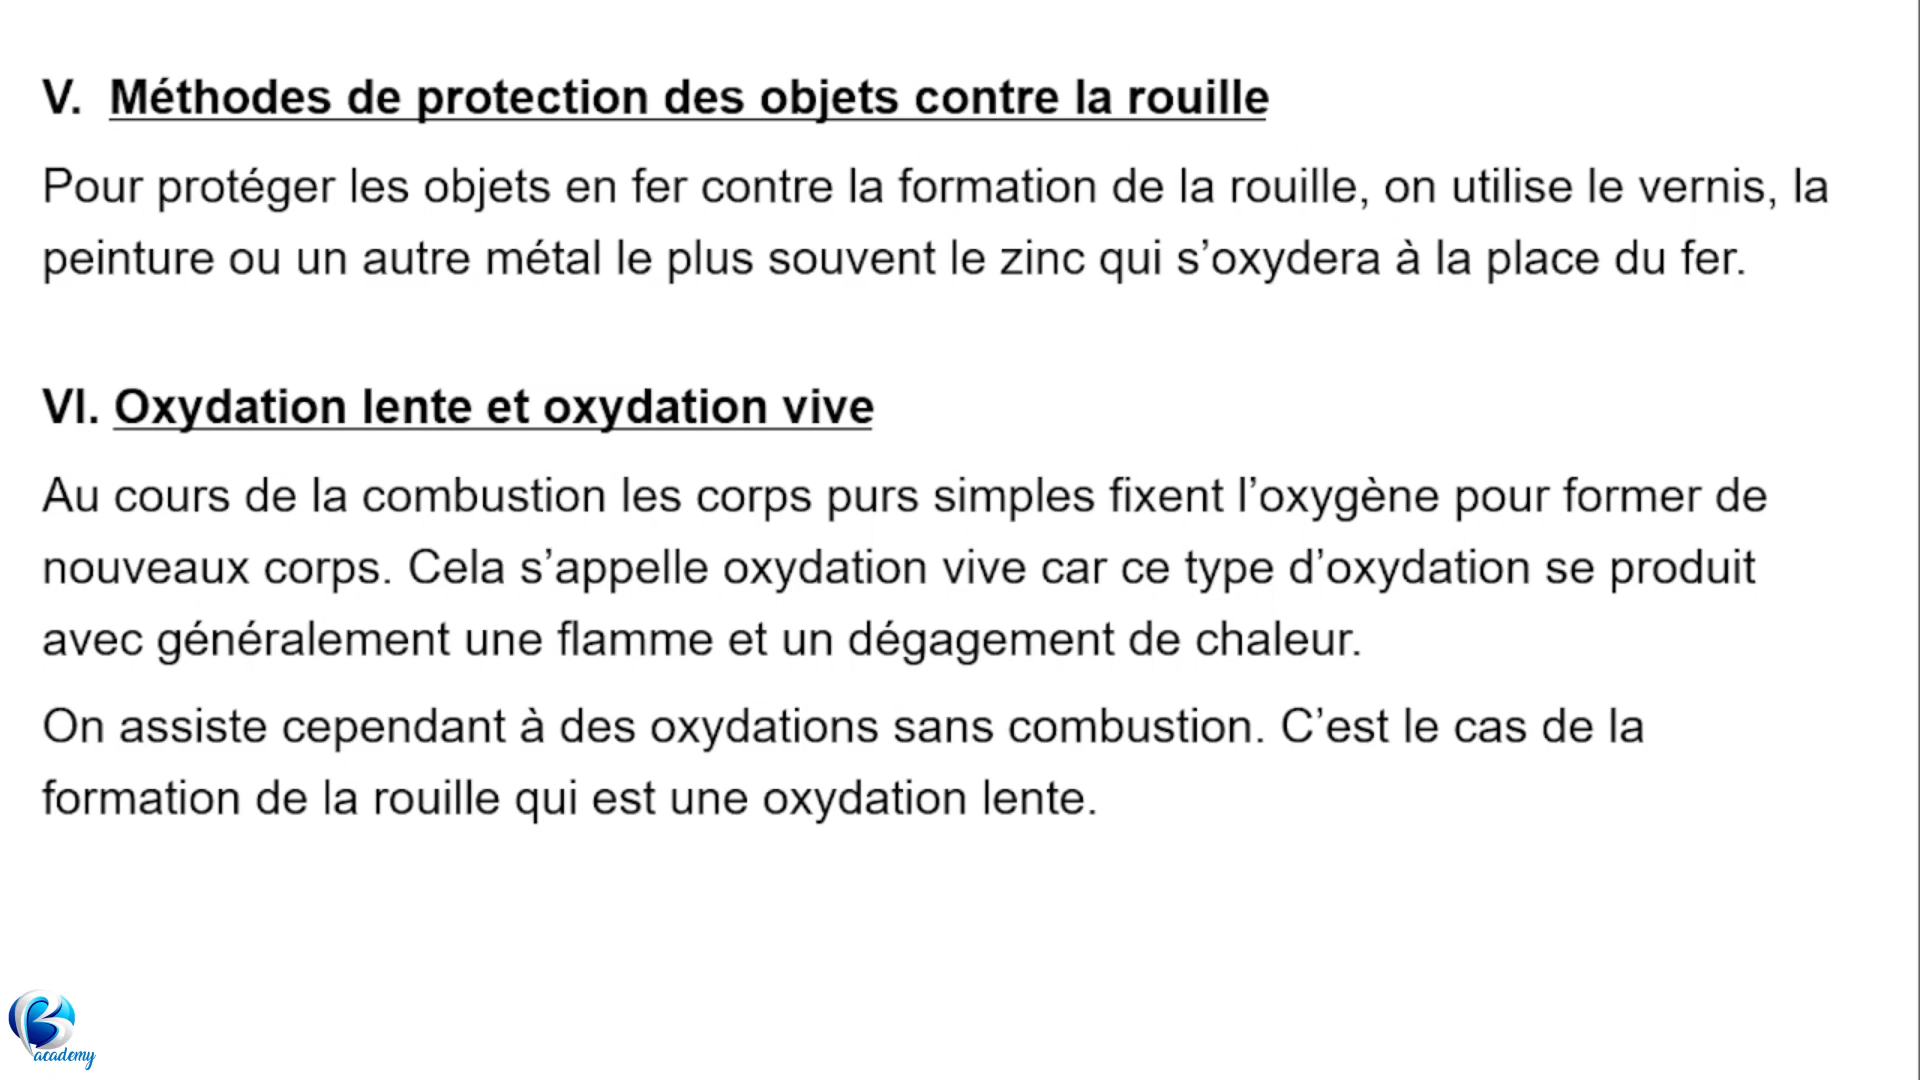 V. Méthodes de protection des objets contre la rouille
Pour protéger les objets en fer contre la formation de la rouille, on utilise le vernis, la
peinture ou un autre métal le plus souvent le zinc qui s’oxydera à la place du fer.
VI. Oxydation lente et oxydation vive
Au cours de la combustion les corps purs simples fixent l’oxygène pour former de
nouveaux corps. Cela s’appelle oxydation vive car ce type d’oxydation se produit
avec généralement une flamme et un dégagement de chaleur.
On assiste cependant à des oxydations sans combustion. C’est le cas de la
formation de la rouille qui est une oxydation lente.
academy